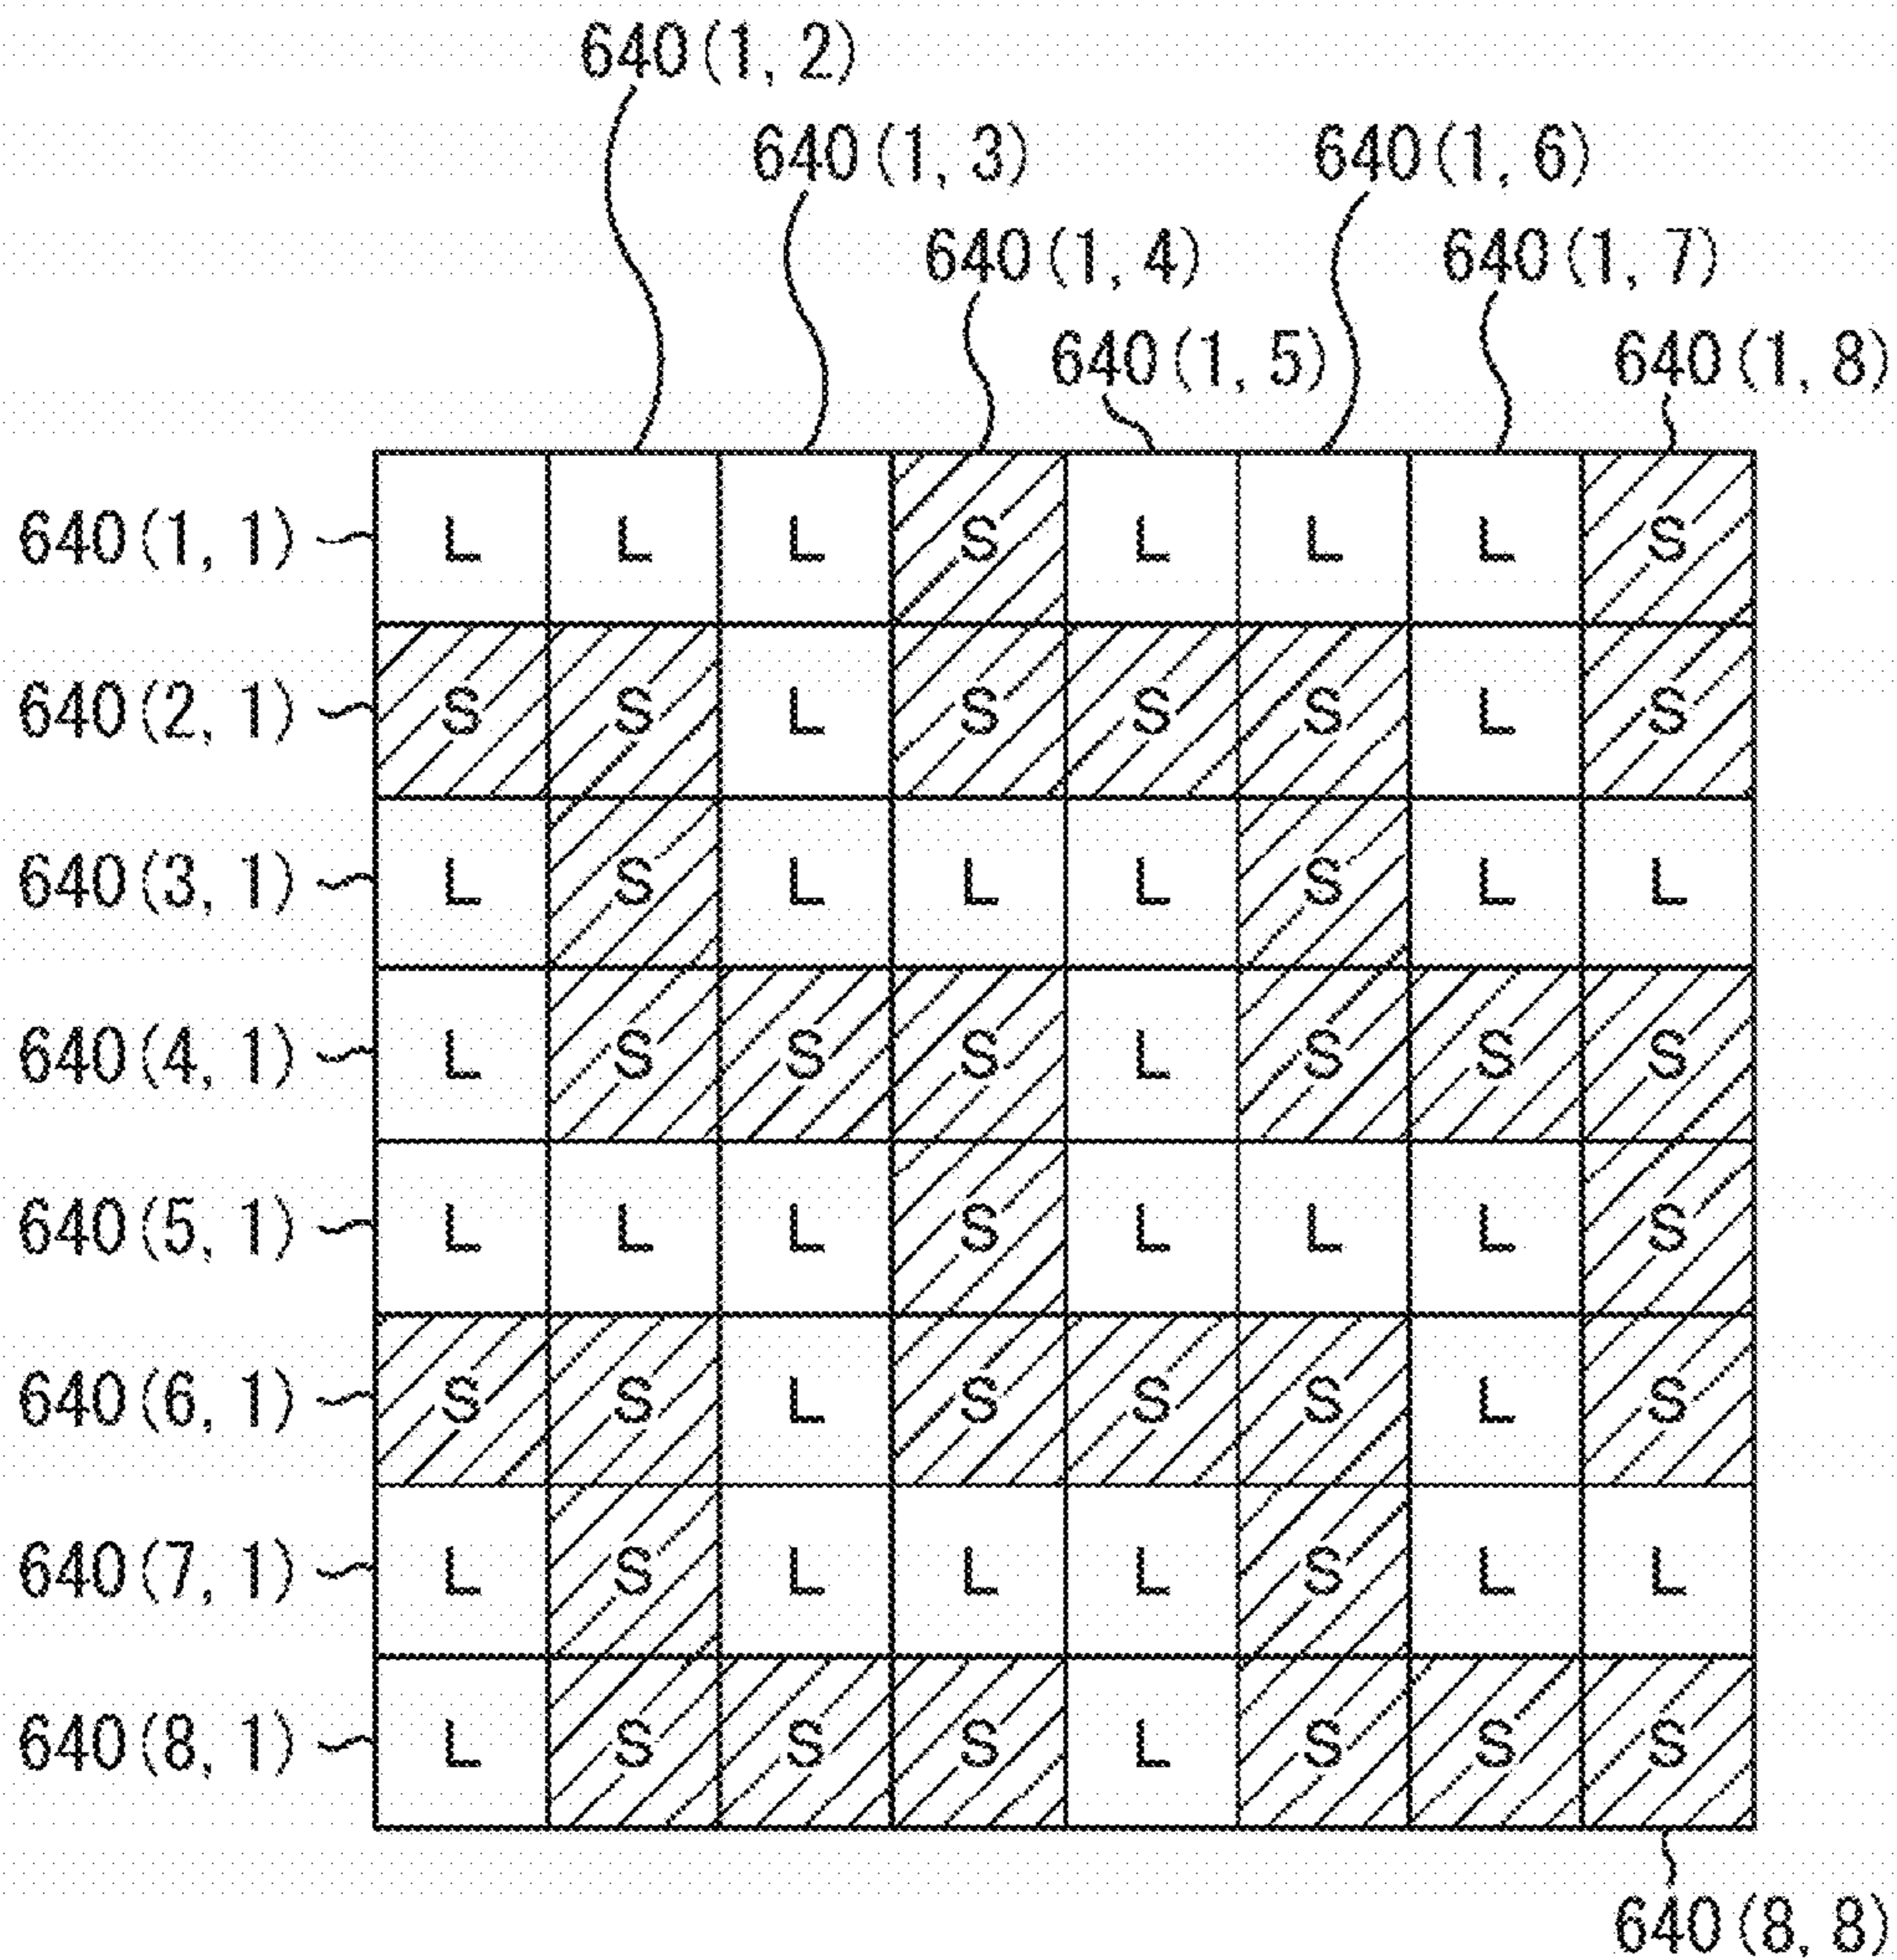 640(1, 2)
640(1, 3) 640(1, 6)
640(1, 4) 640(1, 7)
640(1, 5) 640(1, 8)
640(1, 1) L L L S L L L S
640(2, 1) S S L S S S L S
640(3, 1) L S L L L S L L
640(4, 1) L S S S L S S S
640(5, 1) L L L S L L L S
640(6, 1) S S L S S S L S
640(7, 1) L S L L L S L L
640(8, 1) L S S S L S S S
640(8, 8)